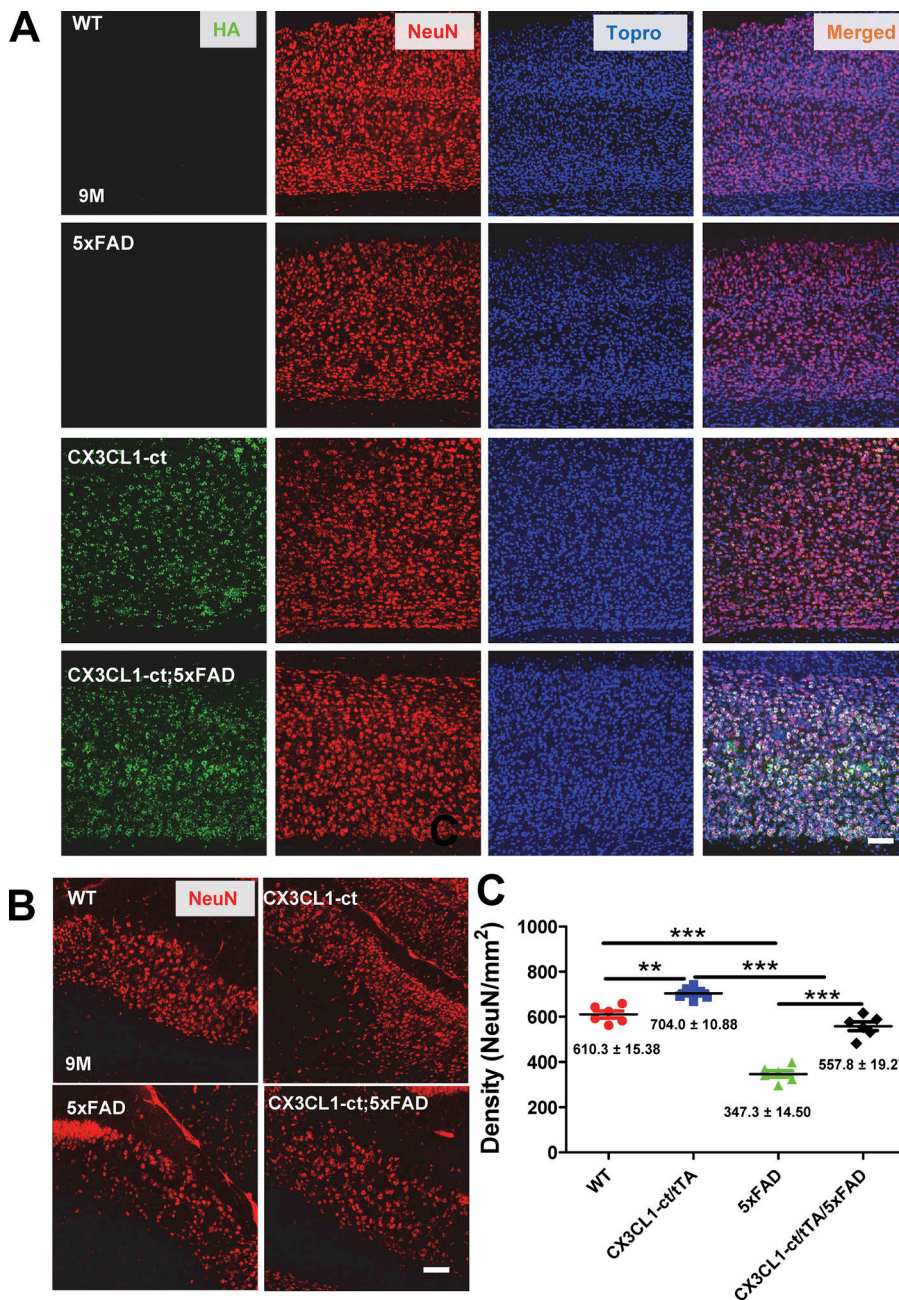 A
WT
HA
NeuN
Topro
Merged
9M
5xFAD
CX3CL1-ct
CX3CL1-ct;5xFAD
C
B
WT
NeuN
CX3CL1-ct
9M
5xFAD
CX3CL1-ct;5xFAD
C
Density (NeuN/mm²)
1000
800
600
400
200
0
***
**
***
***
610.3 ± 15.38
704.0 ± 10.88
347.3 ± 14.50
557.8 ± 19.2
WT
CX3CL1-ct/tTA
5xFAD
CX3CL1-ct/tTA/5xFAD